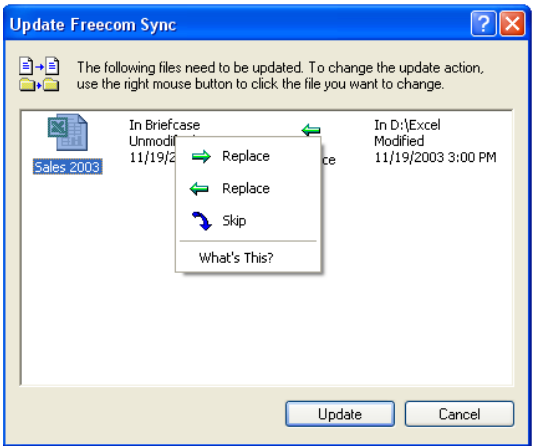 Update Freecom Sync
The following files need to be updated. To change the update action,
use the right mouse button to click the file you want to change.
Sales 2003
In Briefcase
Unmodif
11/19/2
Replace
Replace
Skip
What's This?
ce
In D:\Excel
Modified
11/19/2003 3:00 PM
Update
Cancel